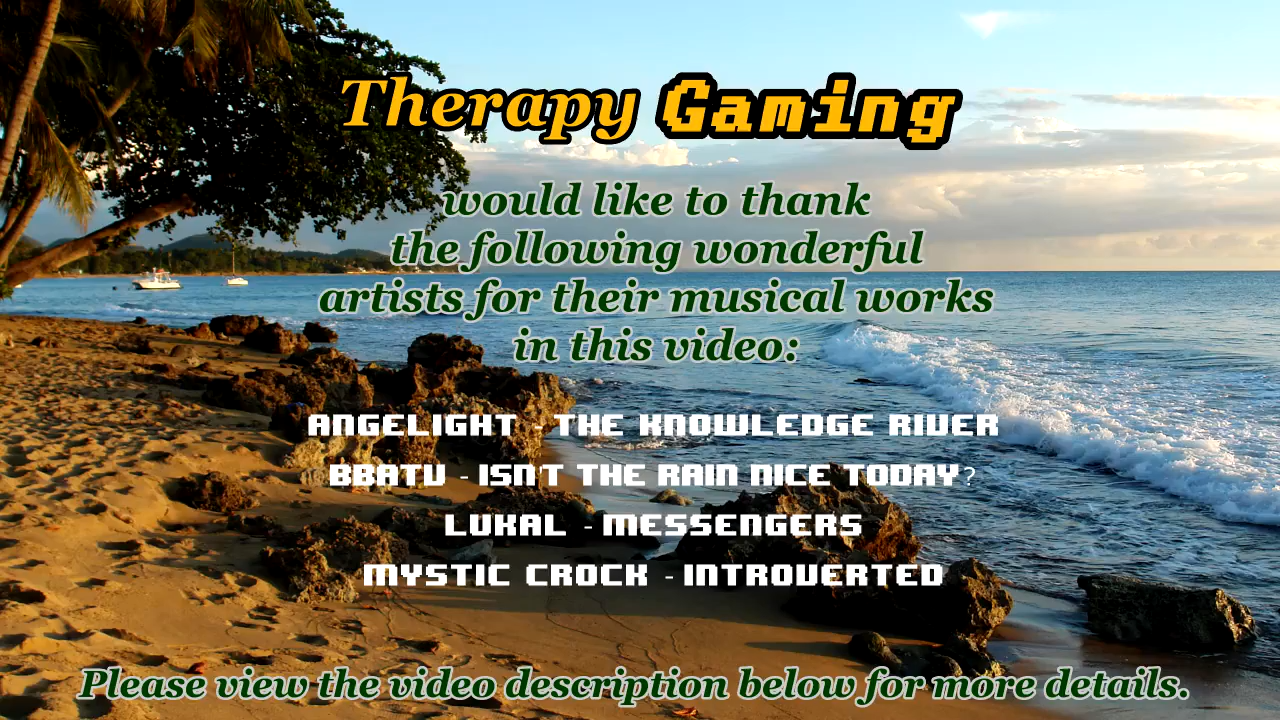 Therapy Gaming
would like to thank
the following wonderful
artists for their musical works
in this video:
ANGELIGHT - THE KNOWLEDGE RIVER
BBATU - ISN'T THE RAIN NICE TODAY?
LUKAL - MESSENGERS
MYSTIC CROCK - INTROVERTED
Please view the video description below for more details.